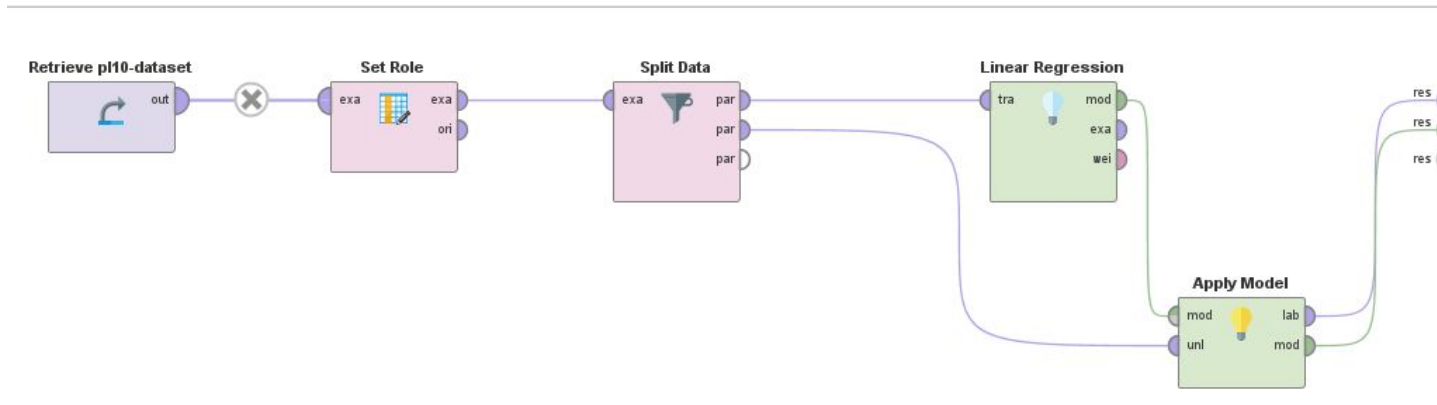 Retrieve pl10-dataset
out
Set Role
exa
exa
ori
Split Data
exa
par
par
par
Linear Regression
tra
mod
exa
wei
Apply Model
mod
unl
lab
mod
res
res
res